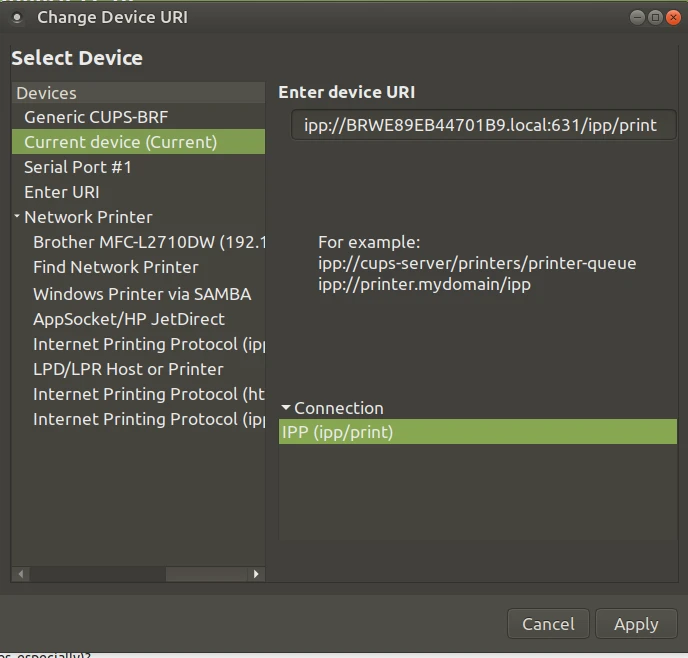 Change Device URI
Select Device
Devices
Generic CUPS-BRF
Current device (Current)
Serial Port #1
Enter URI
Network Printer
Brother MFC-L2710DW (192.1
Find Network Printer
Windows Printer via SAMBA
AppSocket/HP JetDirect
Internet Printing Protocol (ipp
LPD/LPR Host or Printer
Internet Printing Protocol (ht
Internet Printing Protocol (ipp
Enter device URI
ipp://BRWE89EB44701B9.local:631/ipp/print
For example:
ipp://cups-server/printers/printer-queue
ipp://printer.mydomain/ipp
Connection
IPP (ipp/print)
Cancel
Apply
especially)?